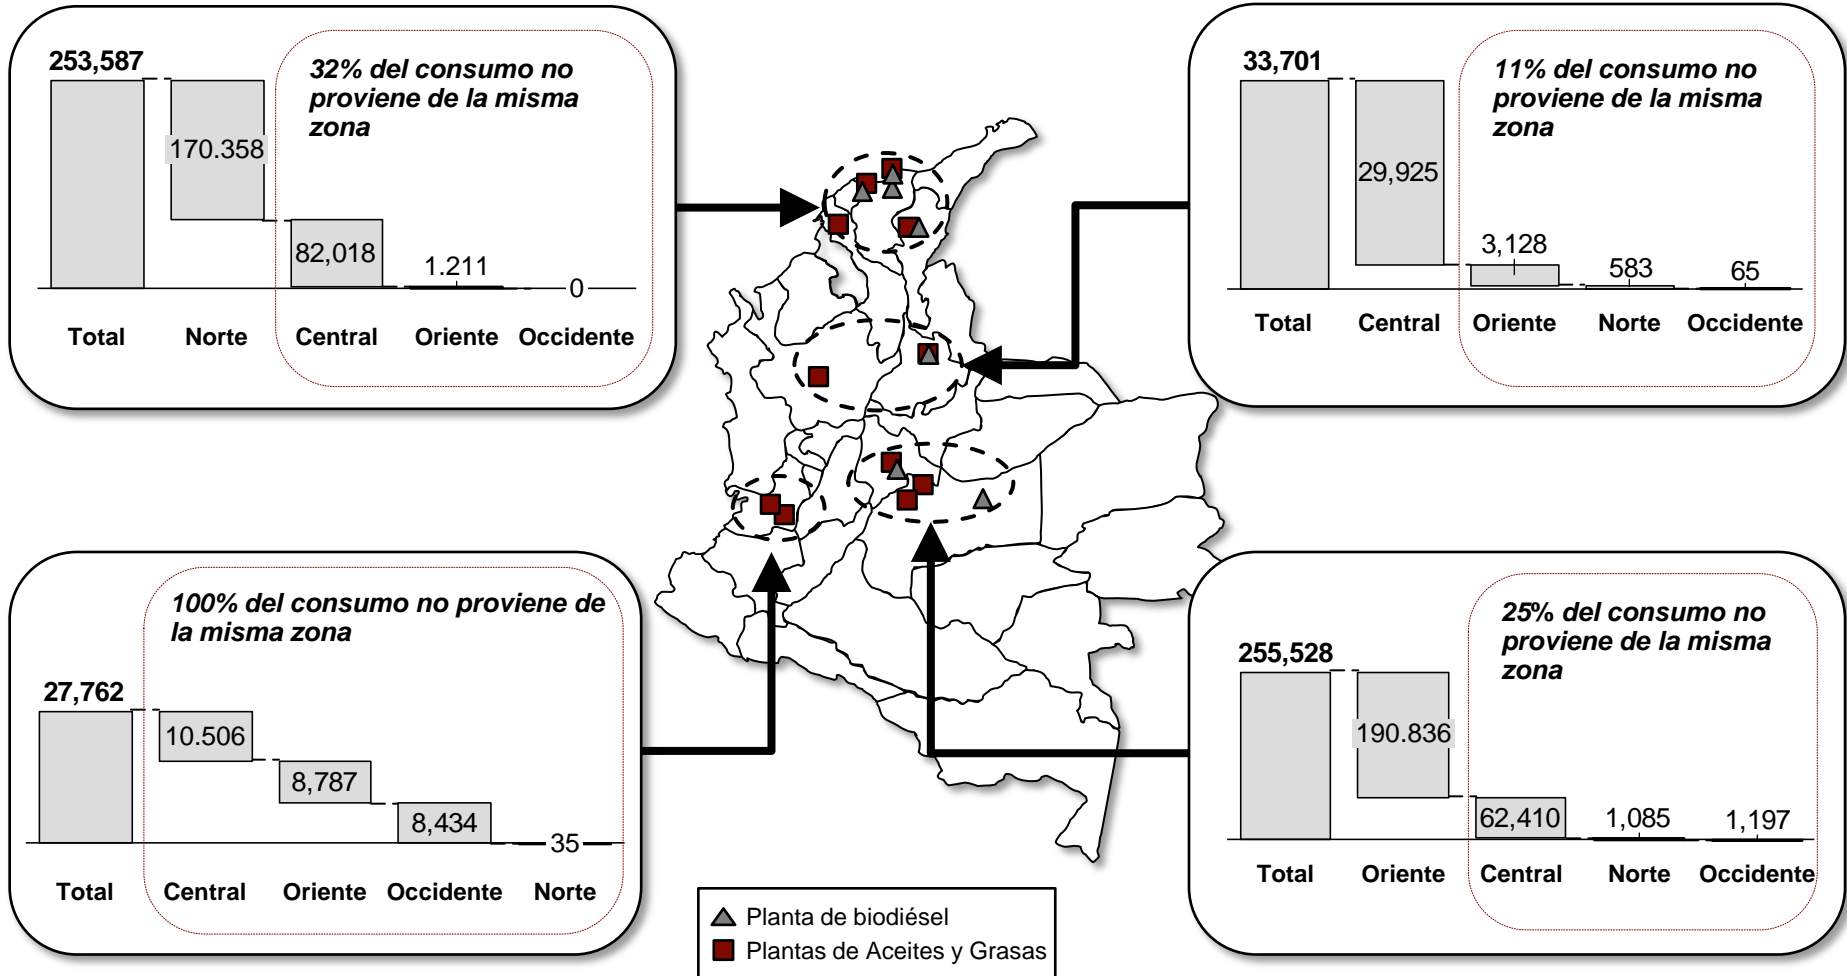 253,587
32% del consumo no
proviene de la misma
zona
170.358
82,018
1.211
0
Total Norte Central Oriente Occidente
33,701
11% del consumo no
proviene de la misma
zona
29,925
3,128
583
65
Total Central Oriente Norte Occidente
100% del consumo no proviene de
la misma zona
27,762
10.506
8,787
8,434
35
Total Central Oriente Occidente Norte
25% del consumo no
proviene de la misma
zona
255,528
190.836
62,410
1,085
1,197
Total Oriente Central Norte Occidente
Planta de biodiésel
Plantas de Aceites y Grasas